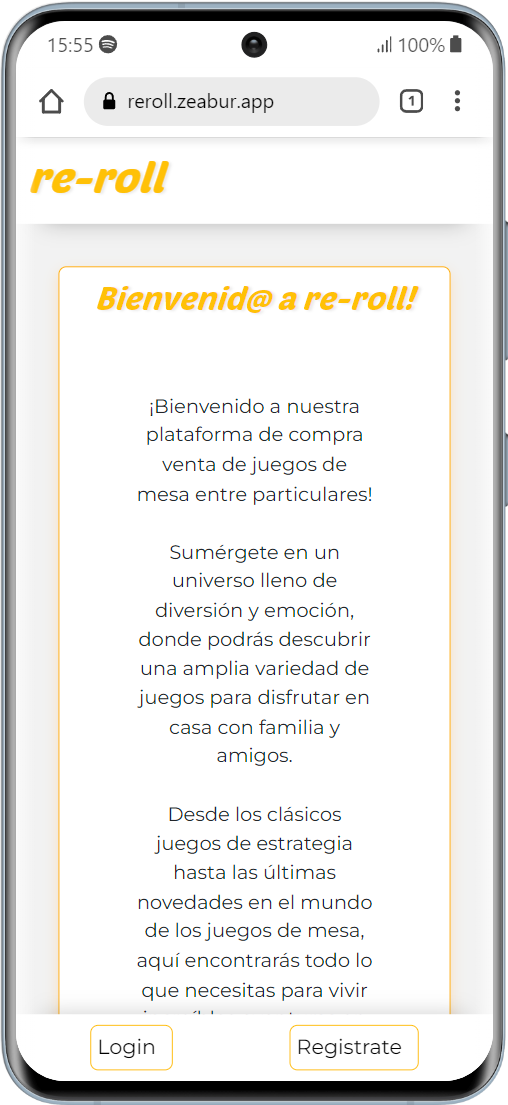 15:55 100%
reroll.zeabur.app 1
re-roll
Bienvenid@ a re-roll!
¡Bienvenido a nuestra
plataforma de compra
venta de juegos de
mesa entre particulares!
Sumérgete en un
universo lleno de
diversión y emoción,
donde podrás descubrir
una amplia variedad de
juegos para disfrutar en
casa con familia y
amigos.
Desde los clásicos
juegos de estrategia
hasta las últimas
novedades en el mundo
de los juegos de mesa,
aquí encontrarás todo lo
que necesitas para vivir
Login Registrate